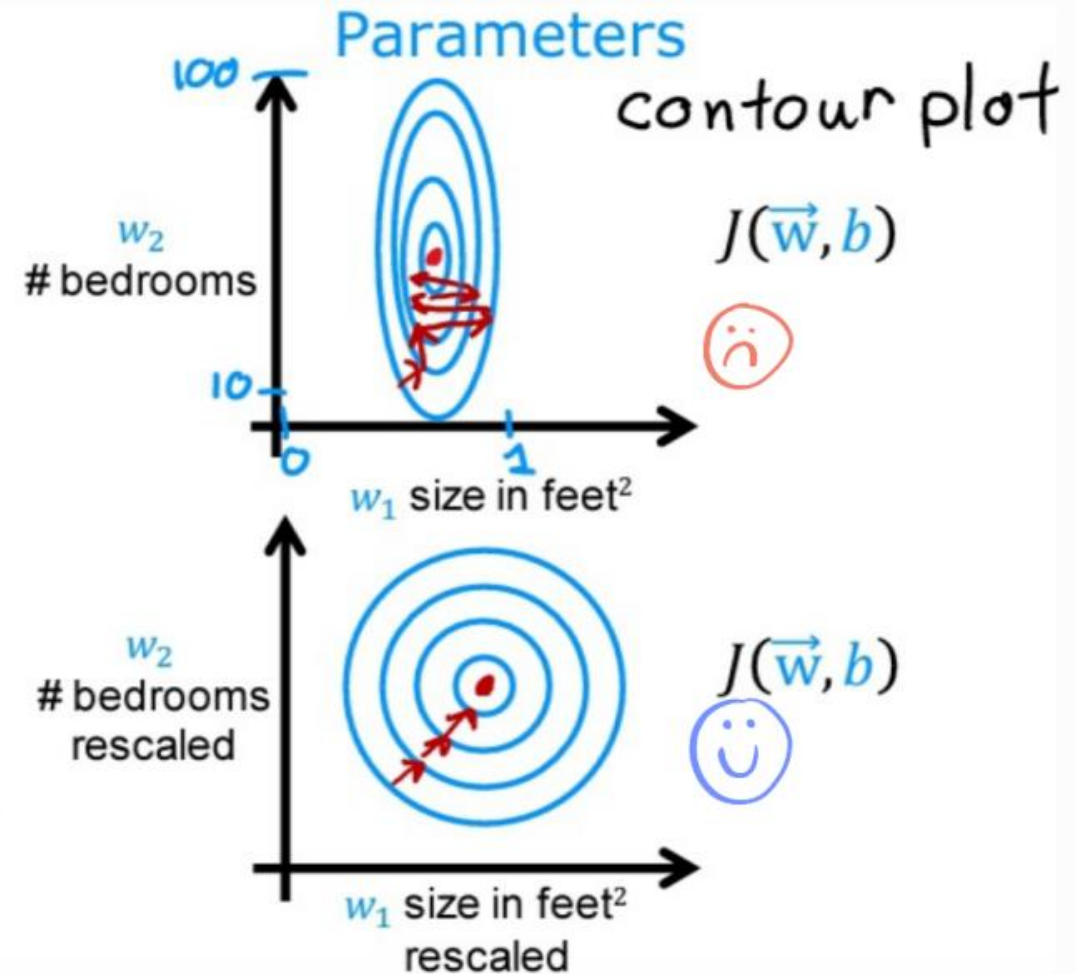 Parameters
100
contour plot
w₂
# bedrooms
J(w⃗, b)
10
0
1
w₁ size in feet²
w₂
# bedrooms
rescaled
J(w⃗, b)
w₁ size in feet²
rescaled